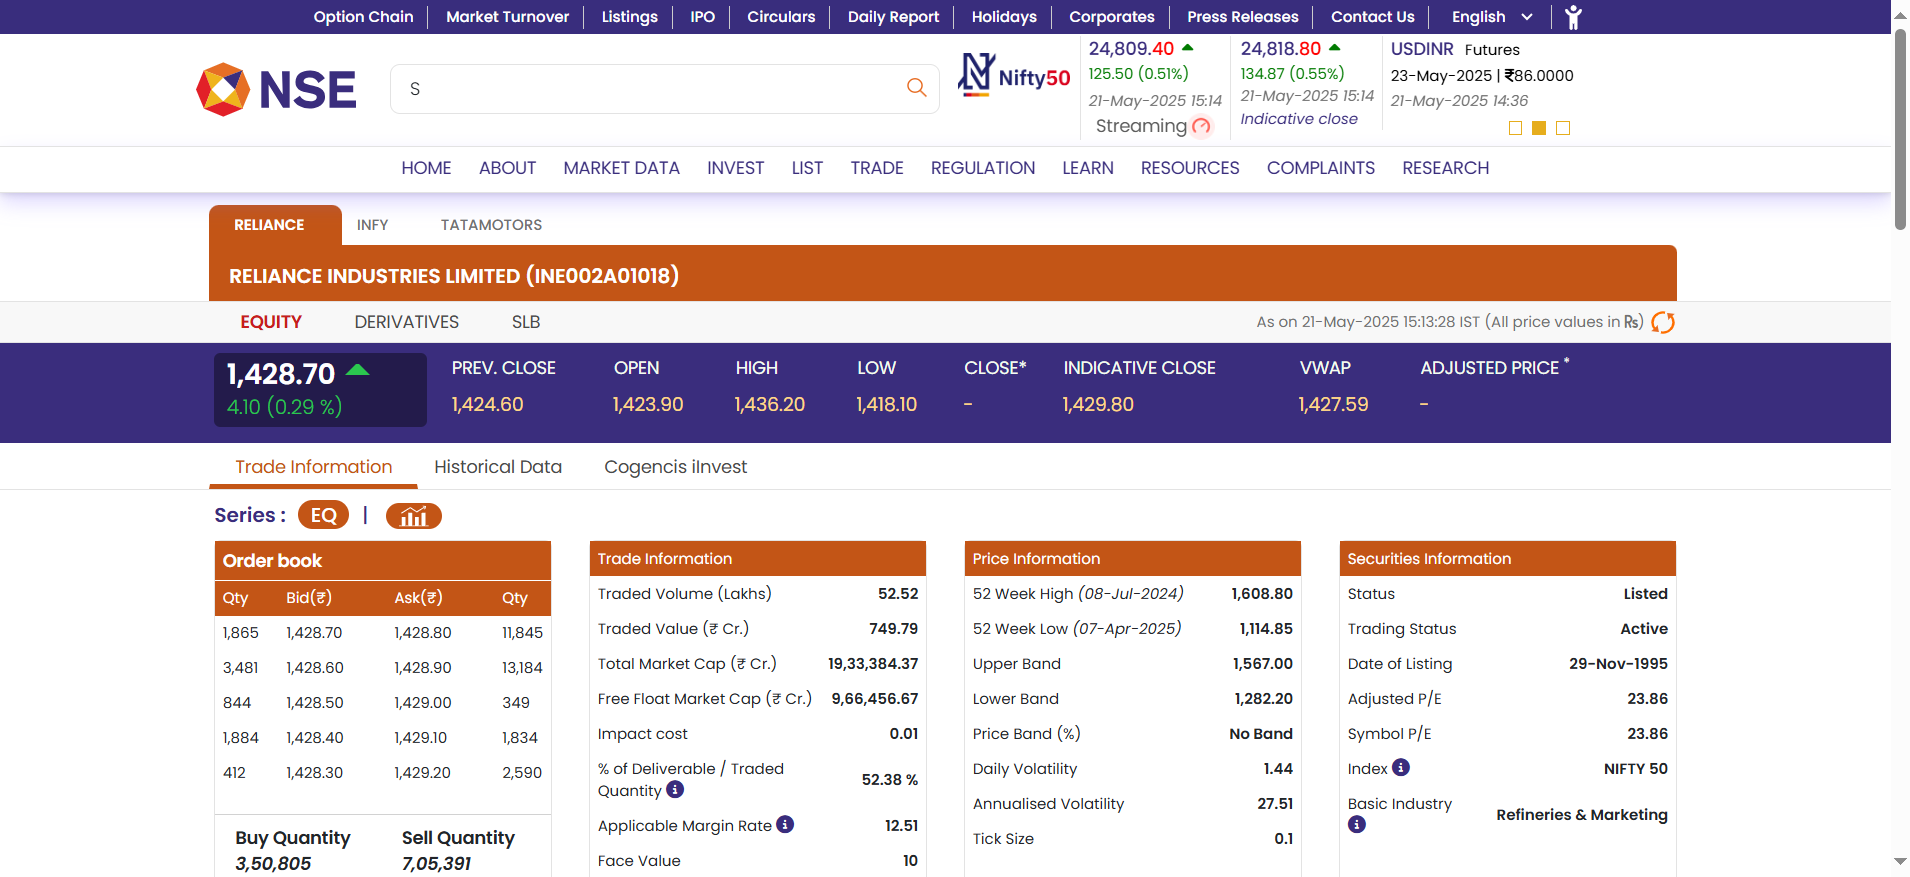 Option Chain Market Turnover Listings IPO Circulars Daily Report Holidays Corporates Press Releases Contact Us English
NSE
S
Nifty50
24,809.40
125.50 (0.51%)
21-May-2025 15:14
Streaming
24,818.80
134.87 (0.55%)
21-May-2025 15:14
Indicative close
USDINR Futures
23-May-2025 | ₹86.0000
21-May-2025 14:36
HOME ABOUT MARKET DATA INVEST LIST TRADE REGULATION LEARN RESOURCES COMPLAINTS RESEARCH
RELIANCE INFY TATAMOTORS
RELIANCE INDUSTRIES LIMITED (INE002A01018)
EQUITY DERIVATIVES SLB
As on 21-May-2025 15:13:28 IST (All price values in ₨)
1,428.70
4.10 (0.29 %)
PREV. CLOSE OPEN HIGH LOW CLOSE* INDICATIVE CLOSE VWAP ADJUSTED PRICE *
1,424.60 1,423.90 1,436.20 1,418.10 - 1,429.80 1,427.59 -
Trade Information Historical Data Cogencis iInvest
Series : EQ |
Order book
Qty Bid(₹) Ask(₹) Qty
1,865 1,428.70 1,428.80 11,845
3,481 1,428.60 1,428.90 13,184
844 1,428.50 1,429.00 349
1,884 1,428.40 1,429.10 1,834
412 1,428.30 1,429.20 2,590
Buy Quantity Sell Quantity
3,50,805 7,05,391
Trade Information
Traded Volume (Lakhs) 52.52
Traded Value (₹ Cr.) 749.79
Total Market Cap (₹ Cr.) 19,33,384.37
Free Float Market Cap (₹ Cr.) 9,66,456.67
Impact cost 0.01
% of Deliverable / Traded
Quantity 52.38 %
Applicable Margin Rate 12.51
Face Value 10
Price Information
52 Week High (08-Jul-2024) 1,608.80
52 Week Low (07-Apr-2025) 1,114.85
Upper Band 1,567.00
Lower Band 1,282.20
Price Band (%) No Band
Daily Volatility 1.44
Annualised Volatility 27.51
Tick Size 0.1
Securities Information
Status Listed
Trading Status Active
Date of Listing 29-Nov-1995
Adjusted P/E 23.86
Symbol P/E 23.86
Index NIFTY 50
Basic Industry Refineries & Marketing